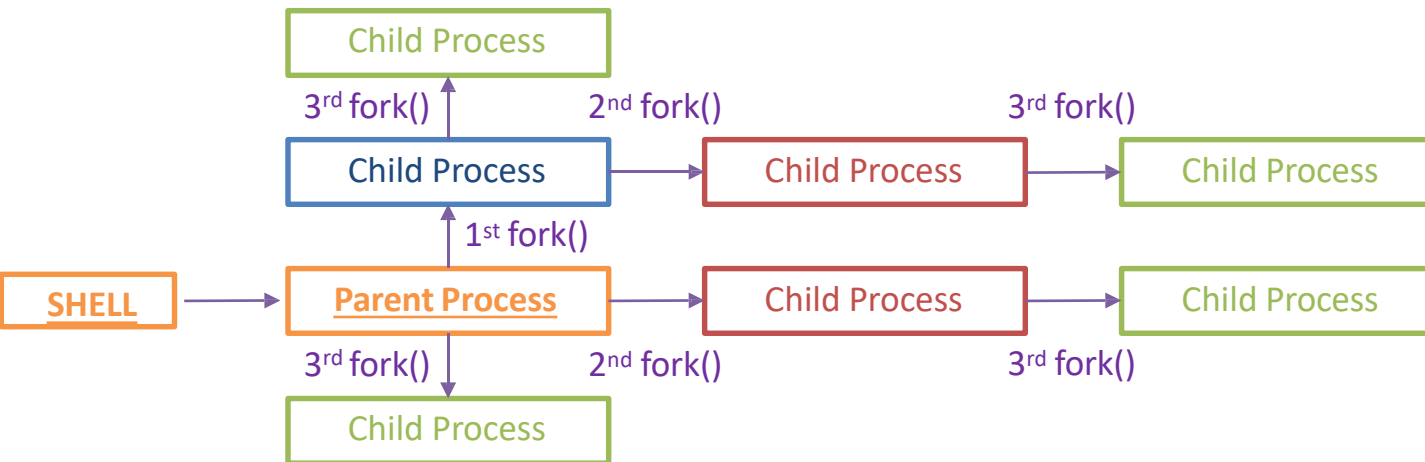 Child Process
3rd fork() 2nd fork() 3rd fork()
Child Process Child Process Child Process
1st fork()
SHELL Parent Process Child Process Child Process
3rd fork() 2nd fork() 3rd fork()
Child Process